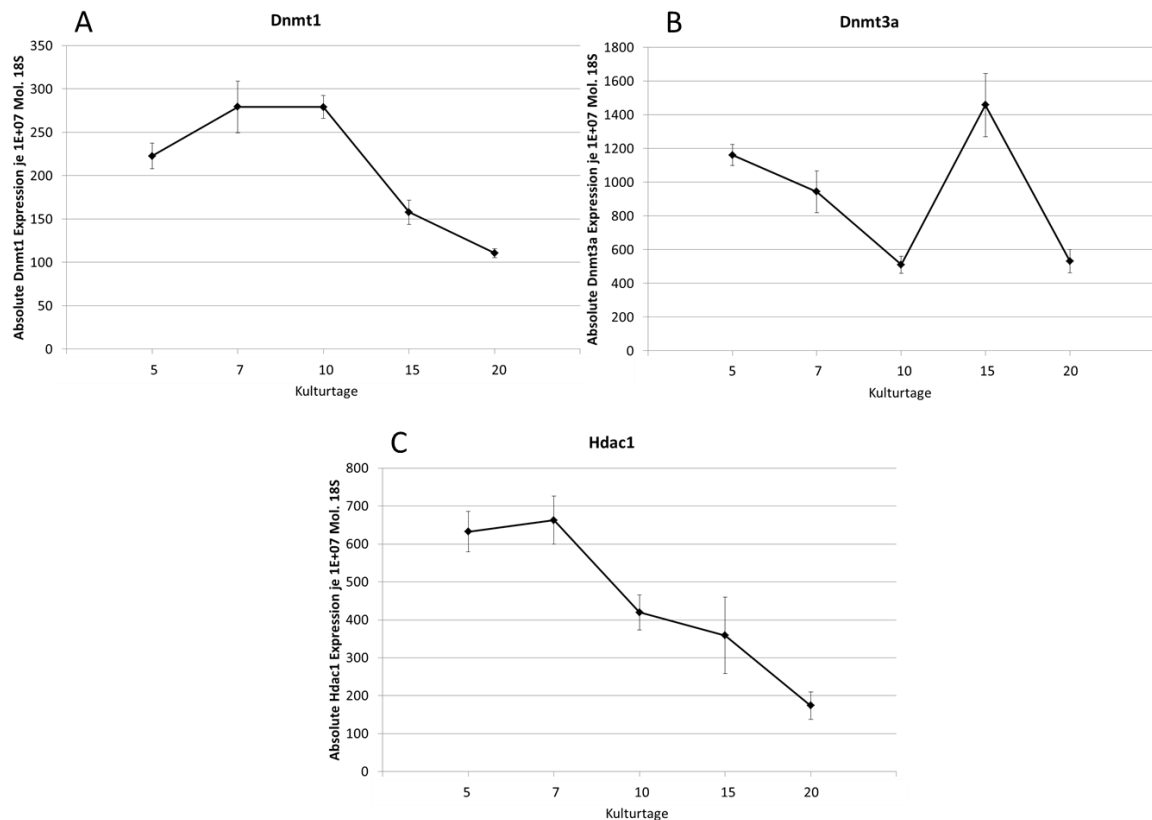 A
Dnmt1
Absolute Dnmt1 Expression je 1E+07 Mol. 18S
350
300
250
200
150
100
50
0
5 7 10 15 20
Kulturtage
B
Dnmt3a
Absolute Dnmt3a Expression je 1E+07 Mol. 18S
1800
1600
1400
1200
1000
800
600
400
200
0
5 7 10 15 20
Kulturtage
C
Hdac1
Absolute Hdac1 Expression je 1E+07 Mol. 18S
800
700
600
500
400
300
200
100
0
5 7 10 15 20
Kulturtage